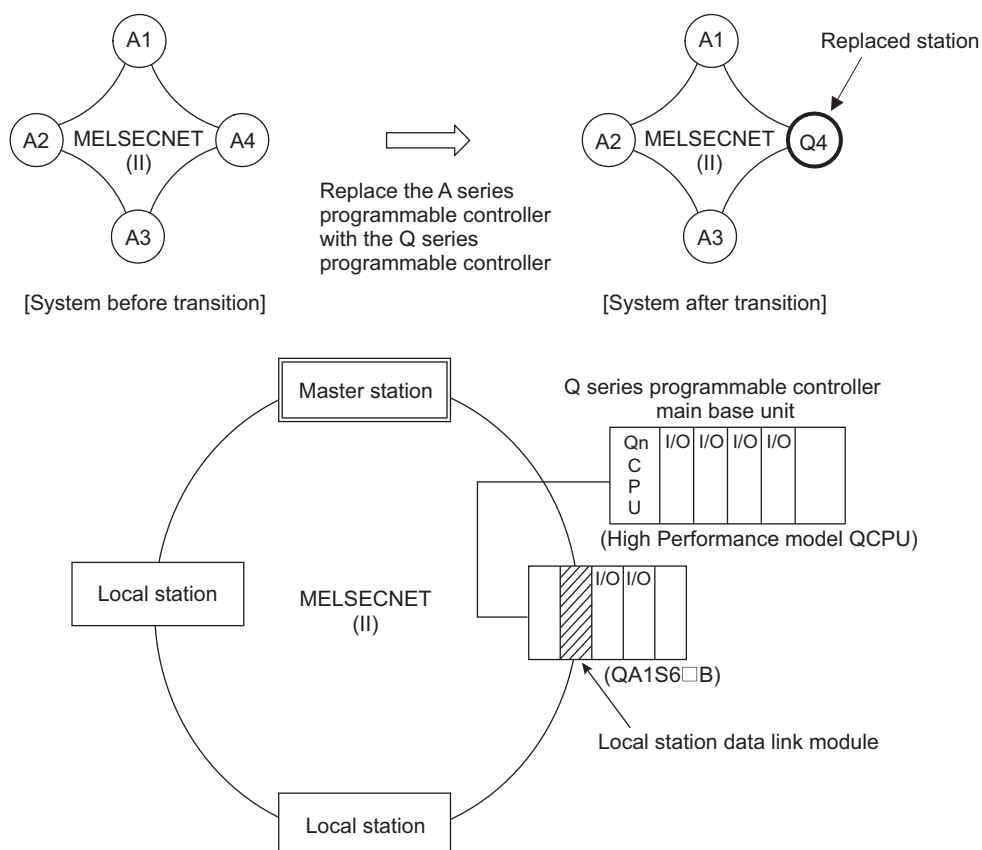 A1
A2
MELSECNET
(II)
A4
A3
[System before transition]
Replace the A series
programmable controller
with the Q series
programmable controller
Replaced station
A1
A2
MELSECNET
(II)
Q4
A3
[System after transition]
Master station
Q series programmable controller
main base unit
Qn
C
P
U
I/O
I/O
I/O
I/O
(High Performance model QCPU)
Local station
MELSECNET
(II)
I/O
I/O
(QA1S6□B)
Local station data link module
Local station